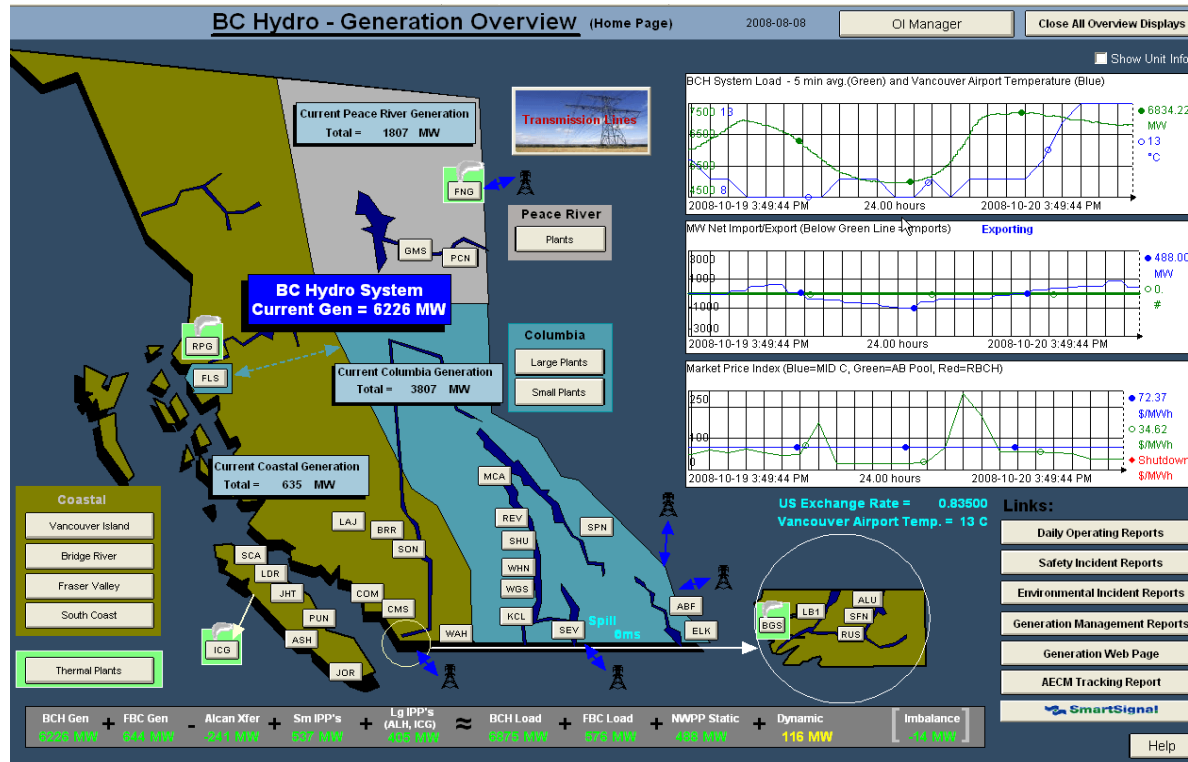 BC Hydro - Generation Overview (Home Page)
2008-08-08
OI Manager
Close All Overview Displays
Show Unit Info
Current Peace River Generation
Total = 1807 MW
Transmission Lines
FNG
GMS
PCN
Peace River
Plants
BC Hydro System
Current Gen = 6226 MW
RPG
FLS
Current Columbia Generation
Total = 3807 MW
Columbia
Large Plants
Small Plants
Current Coastal Generation
Total = 635 MW
BCH System Load - 5 min avg.(Green) and Vancouver Airport Temperature (Blue)
7500 13
6500
5500
4500 8
6834.22
MW
13
°C
2008-10-19 3:49:44 PM 24.00 hours 2008-10-20 3:49:44 PM
MW Net Import/Export (Below Green Line = Imports) Exporting
3000
1000
-1000
-3000
488.00
MW
0.
#
2008-10-19 3:49:44 PM 24.00 hours 2008-10-20 3:49:44 PM
Market Price Index (Blue=MID C, Green=AB Pool, Red=RBCH)
250
100
0
72.37
$/MWh
34.62
$/MWh
Shutdown
$/MWh
2008-10-19 3:49:44 PM 24.00 hours 2008-10-20 3:49:44 PM
US Exchange Rate = 0.83500
Vancouver Airport Temp. = 13 C
Coastal
Vancouver Island
Bridge River
Fraser Valley
South Coast
Thermal Plants
LAJ
BRR
SON
SCA
LDR
JHT
PUN
ASH
JOR
ICG
COM
CMS
WAH
MCA
REV
SHU
WHN
WGS
KCL
SEV
SPN
ABF
ELK
Spill
6ms
BGS
LB1
ALU
SFN
RUS
Links:
Daily Operating Reports
Safety Incident Reports
Environmental Incident Reports
Generation Management Reports
Generation Web Page
AECM Tracking Report
SmartSignal
Help
BCH Gen + FBC Gen - Alcan Xfer + Sm IPP's + Lg IPP's (ALH, ICG) ≈ BCH Load + FBC Load + NWPP Static + Dynamic [ Imbalance ]
6226 MW 644 MW -241 MW 537 MW 405 MW 6875 MW 576 MW 488 MW 116 MW -14 MW